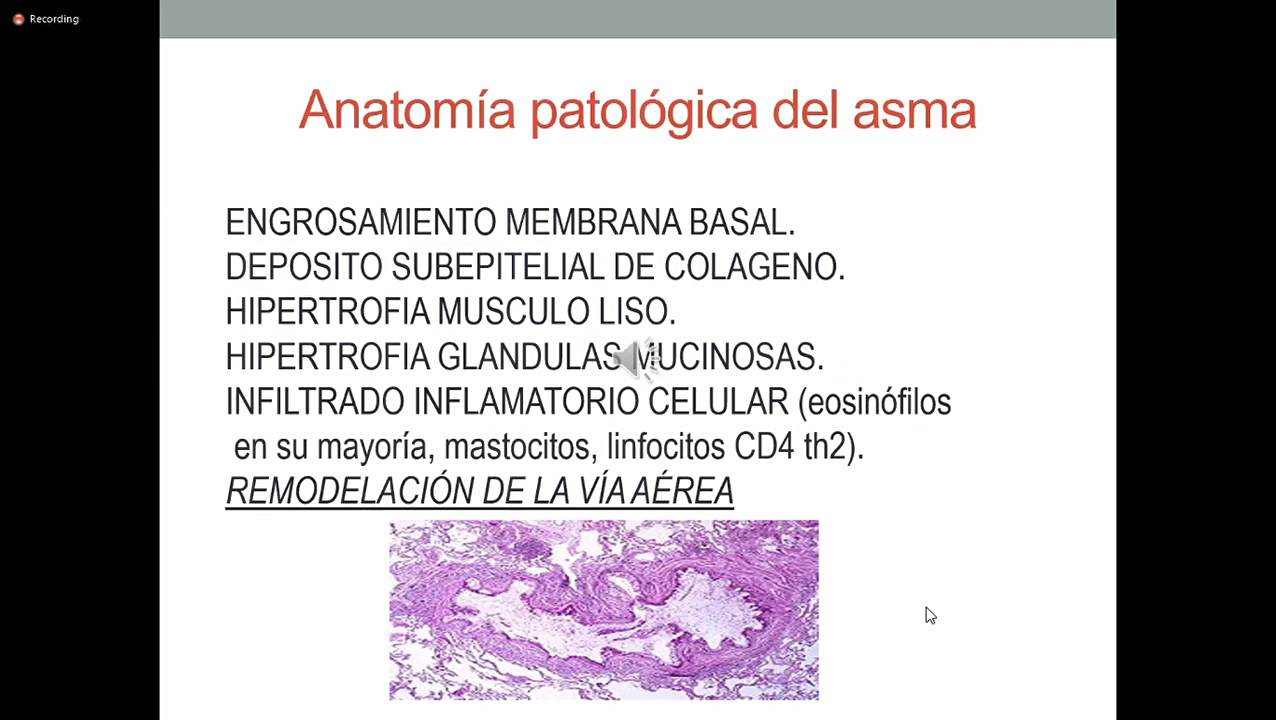 Recording
Anatomía patológica del asma
ENGROSAMIENTO MEMBRANA BASAL.
DEPOSITO SUBEPITELIAL DE COLAGENO.
HIPERTROFIA MUSCULO LISO.
HIPERTROFIA GLANDULAS MUCINOSAS.
INFILTRADO INFLAMATORIO CELULAR (eosinófilos
en su mayoría, mastocitos, linfocitos CD4 th2).
REMODELACIÓN DE LA VÍA AÉREA